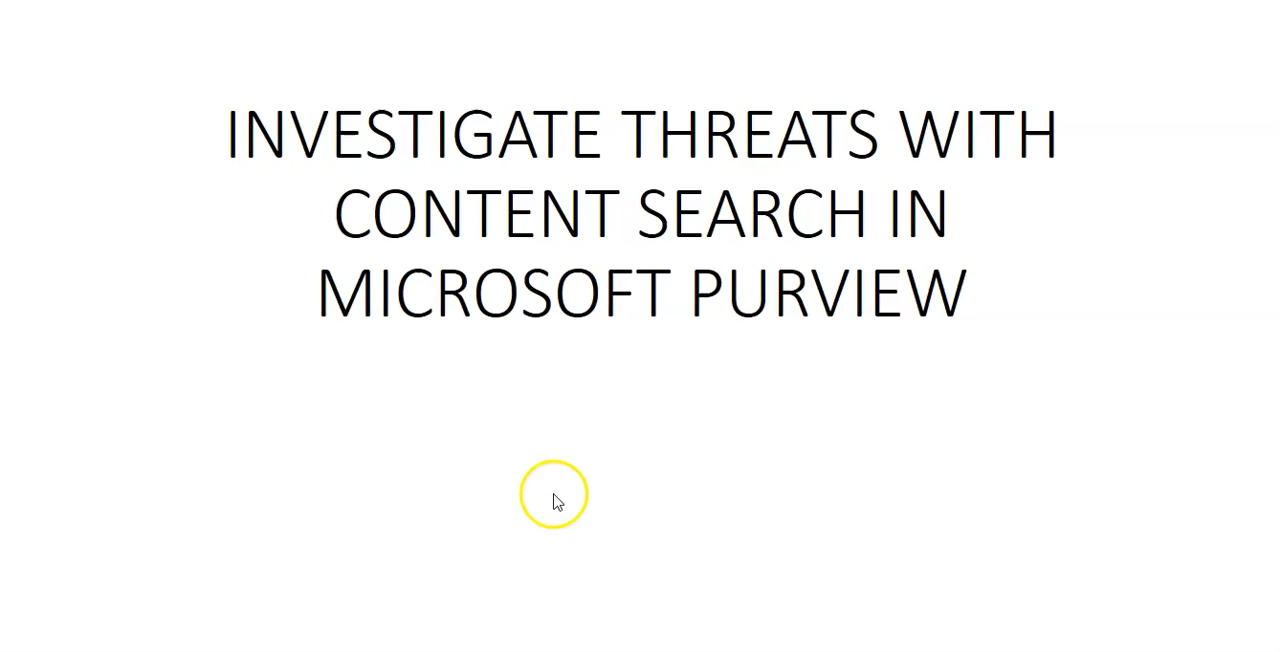 INVESTIGATE THREATS WITH
CONTENT SEARCH IN
MICROSOFT PURVIEW